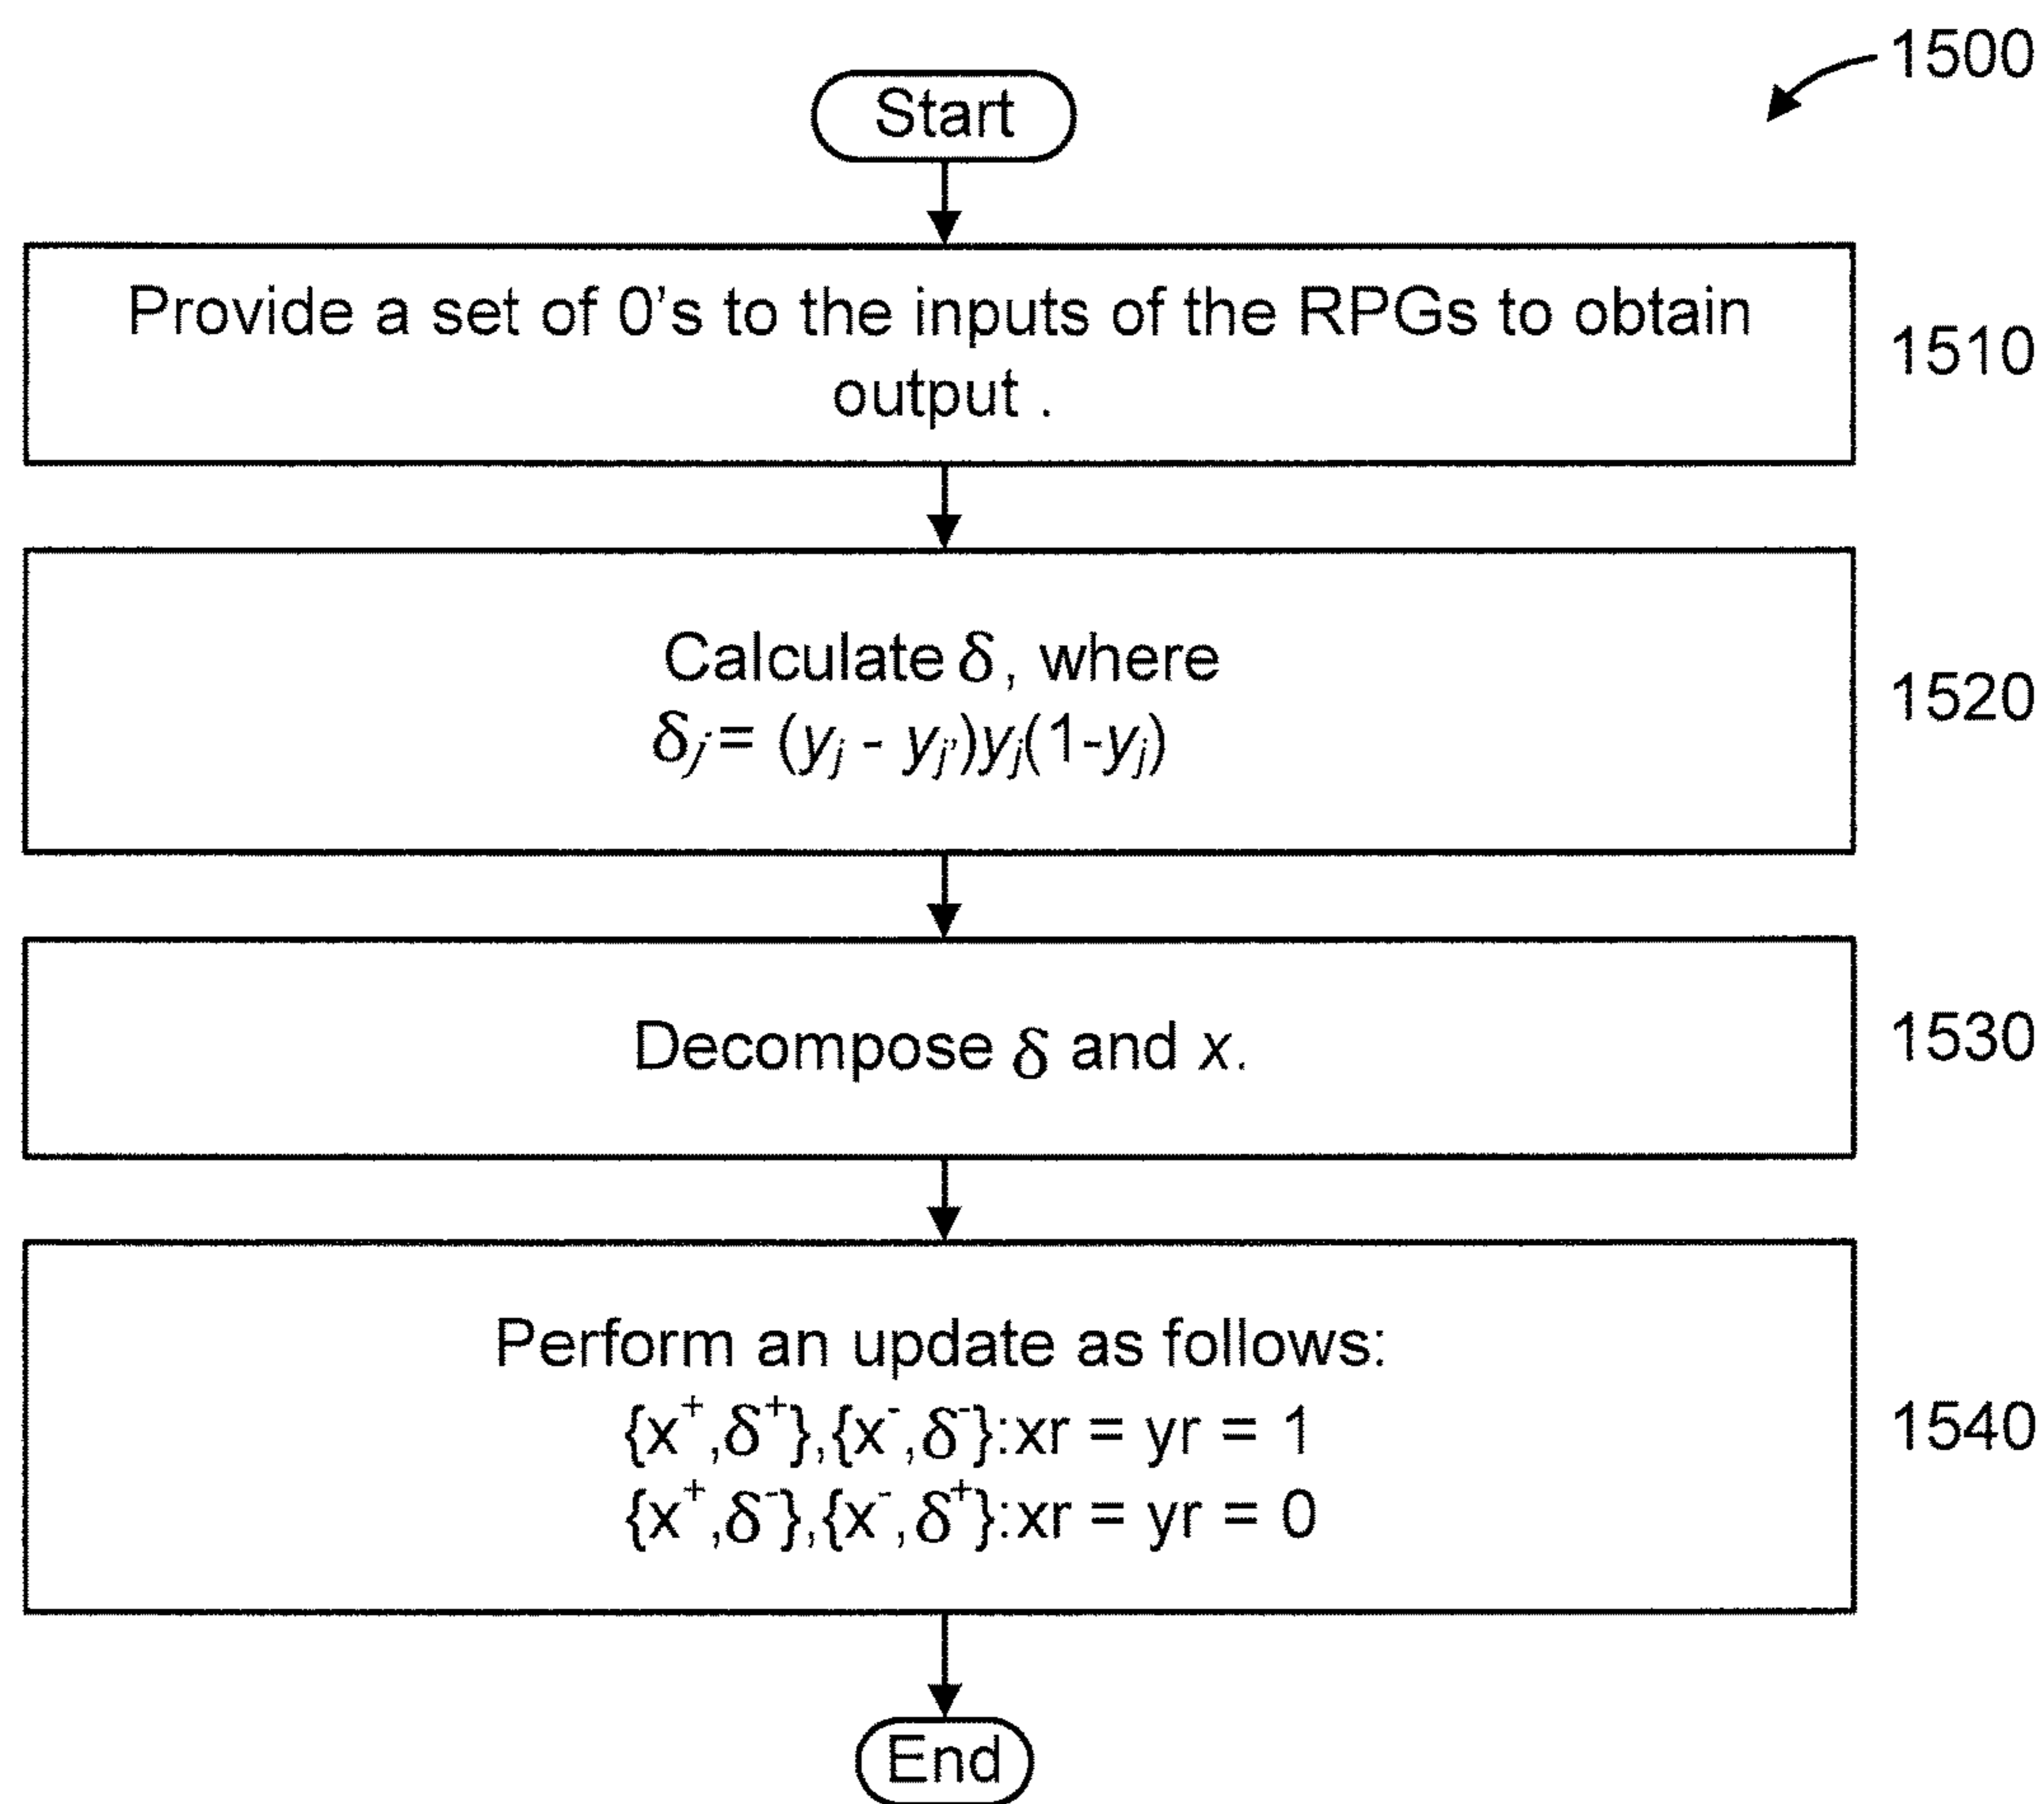 1500
Start
Provide a set of 0's to the inputs of the RPGs to obtain
output .
1510
Calculate δ, where
δj = (yj - yj')yj(1-yj)
1520
Decompose δ and x.
1530
Perform an update as follows:
{x⁺,δ⁺},{x⁻,δ⁻}:xr = yr = 1
{x⁺,δ⁻},{x⁻,δ⁺}:xr = yr = 0
1540
End